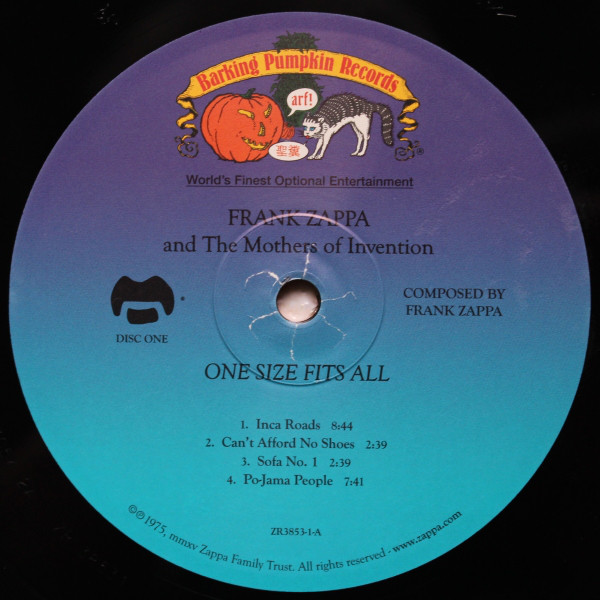 Barking Pumpkin Records
arf!
聖糞
World's Finest Optional Entertainment
FRANK ZAPPA
and The Mothers of Invention
DISC ONE
COMPOSED BY
FRANK ZAPPA
ONE SIZE FITS ALL
1. Inca Roads 8:44
2. Can't Afford No Shoes 2:39
3. Sofa No. 1 2:39
4. Po-Jama People 7:41
ZR3853-1-A
©℗1975, mmxv Zappa Family Trust. All rights reserved - www.zappa.com